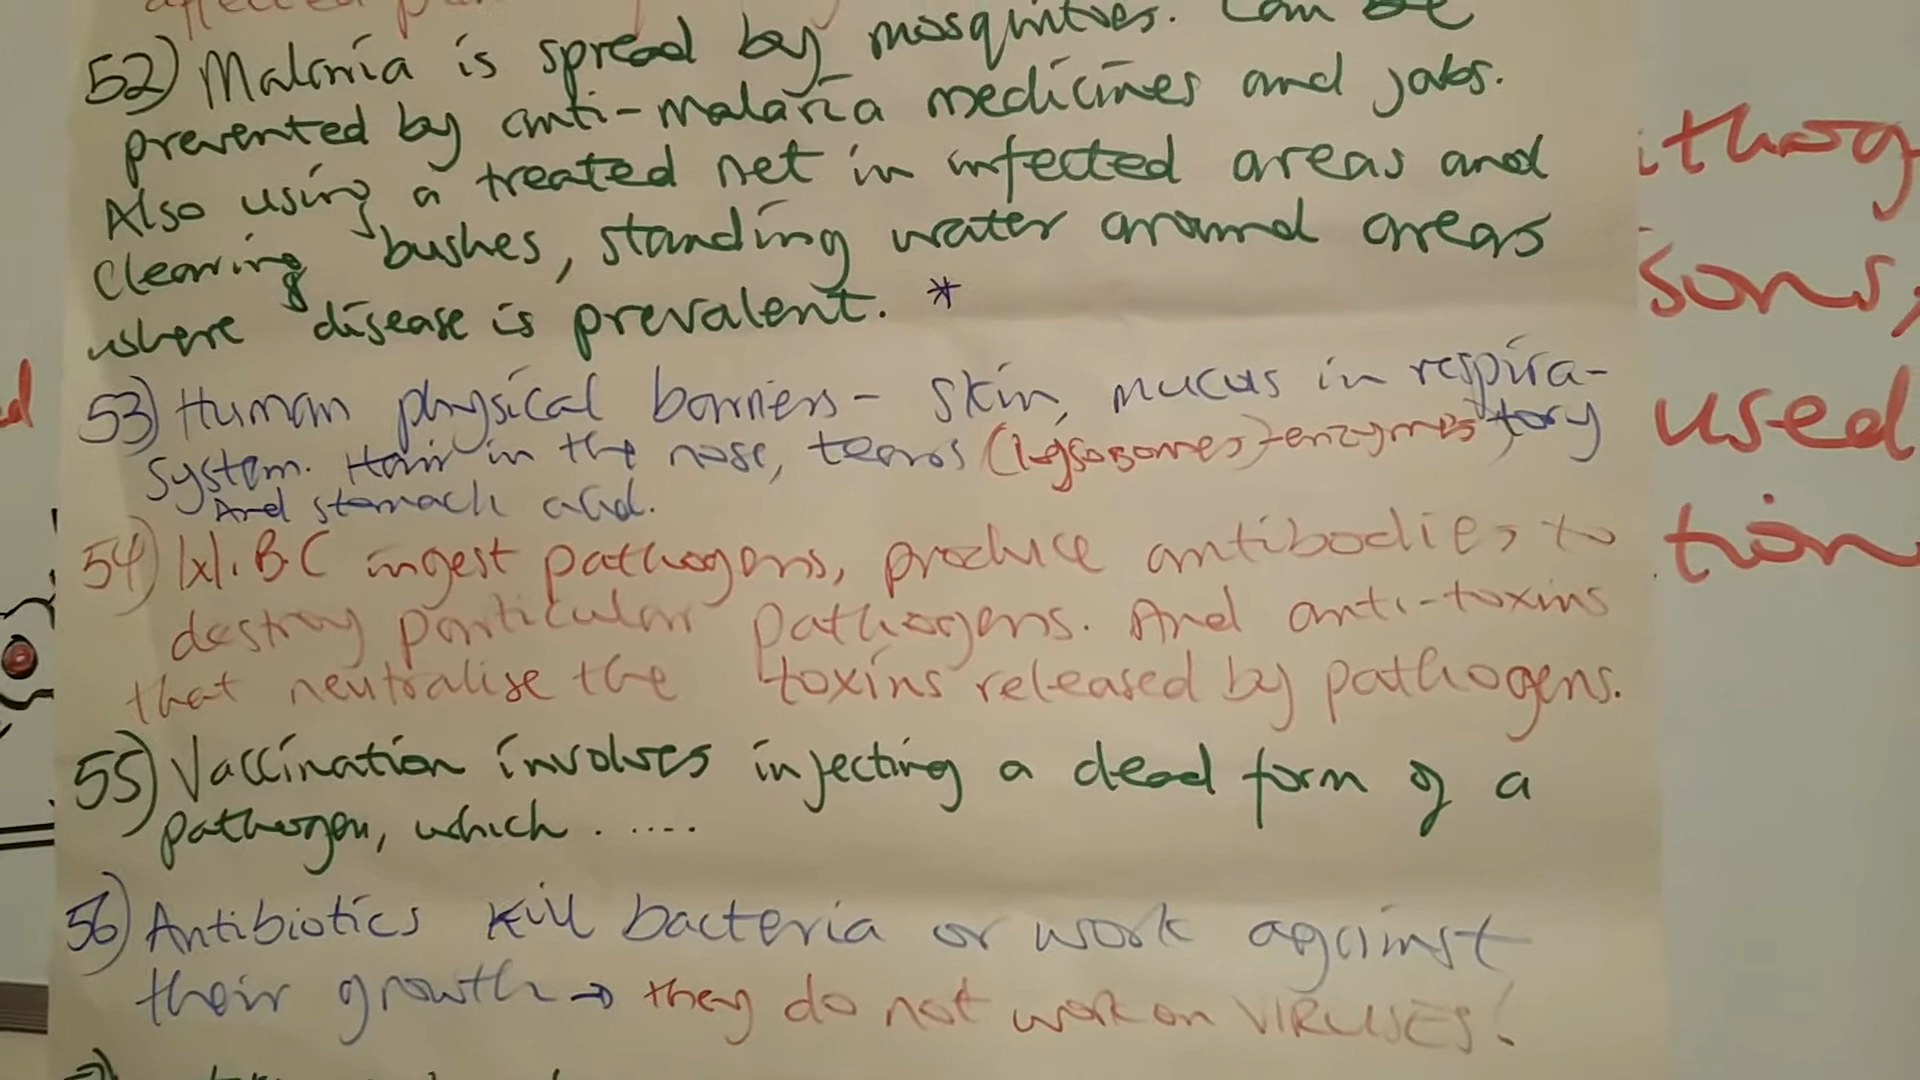 affected
52) Malaria is spread by mosquitoes. Can be
prevented by anti-malaria medicines and jabs.
Also using a treated net in infected areas and
clearing bushes, standing water around areas
where disease is prevalent. *
53) Human physical barriers - skin, mucus in respira-
tory
system. Hair in the nose, tears (lysosomes)-enzymes
And stomach acid.
54) W.B.C ingest pathogens, produce antibodies to
destroy particular pathogens. And anti-toxins
that neutralise the toxins released by pathogens.
55) Vaccination involves injecting a dead form of a
pathogen, which .....
56) Antibiotics kill bacteria or work against
their growth → they do not work on VIRUSES!
ithog
sons,
used
tion